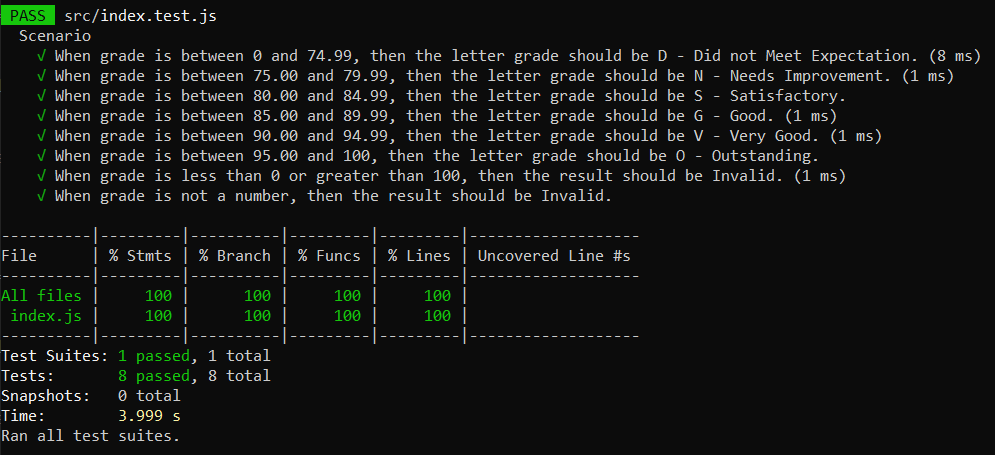 PASS src/index.test.js
Scenario
√ When grade is between 0 and 74.99, then the letter grade should be D - Did not Meet Expectation. (8 ms)
√ When grade is between 75.00 and 79.99, then the letter grade should be N - Needs Improvement. (1 ms)
√ When grade is between 80.00 and 84.99, then the letter grade should be S - Satisfactory.
√ When grade is between 85.00 and 89.99, then the letter grade should be G - Good. (1 ms)
√ When grade is between 90.00 and 94.99, then the letter grade should be V - Very Good. (1 ms)
√ When grade is between 95.00 and 100, then the letter grade should be O - Outstanding.
√ When grade is less than 0 or greater than 100, then the result should be Invalid. (1 ms)
√ When grade is not a number, then the result should be Invalid.
----------|---------|----------|---------|---------|-------------------
File      | % Stmts | % Branch | % Funcs | % Lines | Uncovered Line #s
----------|---------|----------|---------|---------|-------------------
All files |     100 |      100 |     100 |     100 |
 index.js |     100 |      100 |     100 |     100 |
----------|---------|----------|---------|---------|-------------------
Test Suites: 1 passed, 1 total
Tests:       8 passed, 8 total
Snapshots:   0 total
Time:        3.999 s
Ran all test suites.